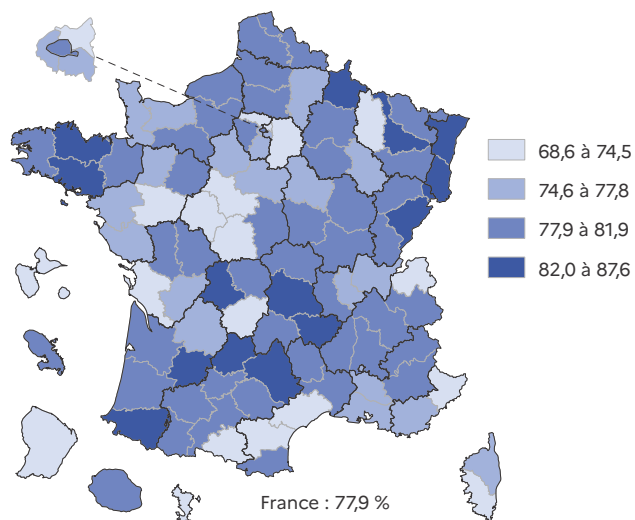 68,6 à 74,5
74,6 à 77,8
77,9 à 81,9
82,0 à 87,6
France : 77,9 %